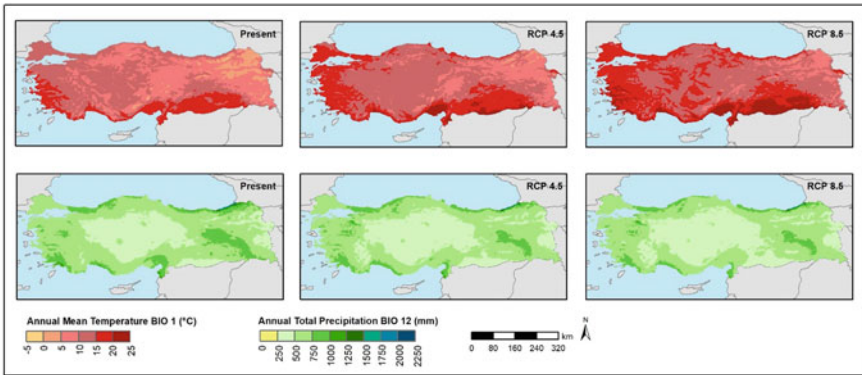 Present
RCP 4.5
RCP 8.5
Present
RCP 4.5
RCP 8.5
Annual Mean Temperature BIO 1 (°C)
-5 0 5 10 15 20 25
Annual Total Precipitation BIO 12 (mm)
0 250 500 750 1000 1250 1500 1750 2000 2250
km
0 80 160 240 320
N